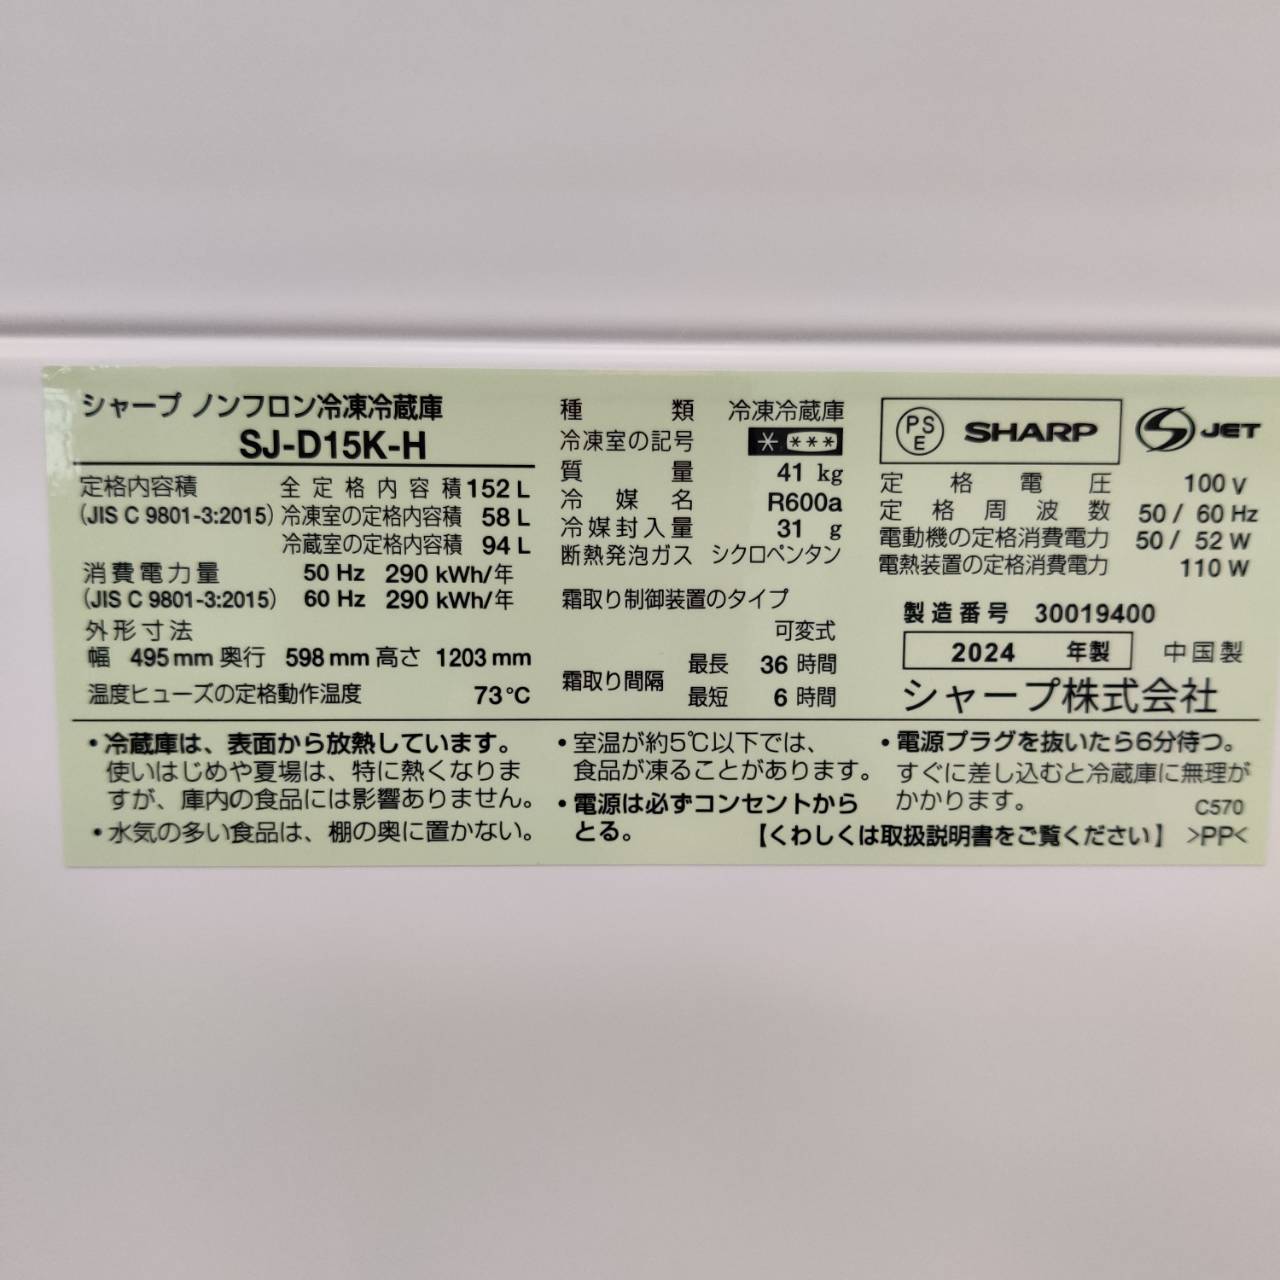 シャープ ノンフロン冷凍冷蔵庫
SJ-D15K-H
定格内容積 全定格内容積 152 L
(JIS C 9801-3:2015) 冷凍室の定格内容積 58 L
冷蔵室の定格内容積 94 L
消費電力量 50 Hz 290 kWh/年
(JIS C 9801-3:2015) 60 Hz 290 kWh/年
外形寸法
幅 495 mm 奥行 598 mm 高さ 1203 mm
温度ヒューズの定格動作温度 73℃
種類 冷凍冷蔵庫
冷凍室の記号 * ***
質量 41 kg
冷媒名 R600a
冷媒封入量 31 g
断熱発泡ガス シクロペンタン
霜取り制御装置のタイプ
可変式
霜取り間隔 最長 36 時間
最短 6 時間
PSE SHARP S JET
定格電圧 100 V
定格周波数 50 / 60 Hz
電動機の定格消費電力 50 / 52 W
電熱装置の定格消費電力 110 W
製造番号 30019400
2024 年製 中国製
シャープ株式会社
・冷蔵庫は、表面から放熱しています。
使いはじめや夏場は、特に熱くなりま
すが、庫内の食品には影響ありません。
・水気の多い食品は、棚の奥に置かない。
・室温が約5℃以下では、
食品が凍ることがあります。
・電源は必ずコンセントから
とる。
・電源プラグを抜いたら6分待つ。
すぐに差し込むと冷蔵庫に無理が
かかります。 C570
【くわしくは取扱説明書をご覧ください】 >PP<